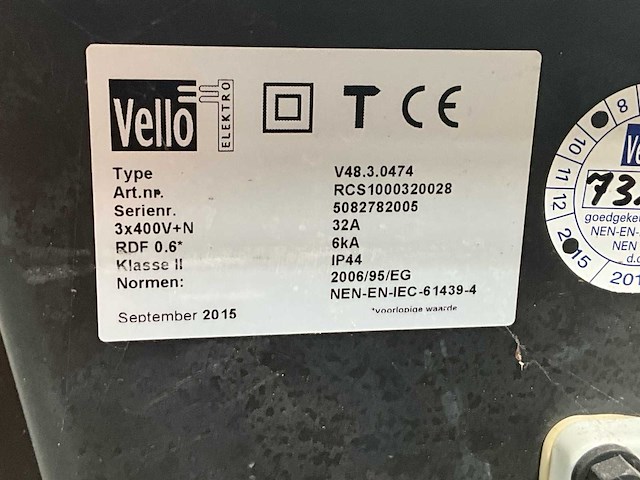 Vello
ELEKTRO
T CE
Type V48.3.0474
Art.nr. RCS1000320028
Serienr. 5082782005
3x400V+N 32A
RDF 0.6* 6kA
Klasse II IP44
Normen: 2006/95/EG
NEN-EN-IEC-61439-4
September 2015 *voorlopige waarde
8
10
11
12
goedgekeu
NEN-EN-
NEN
d.d